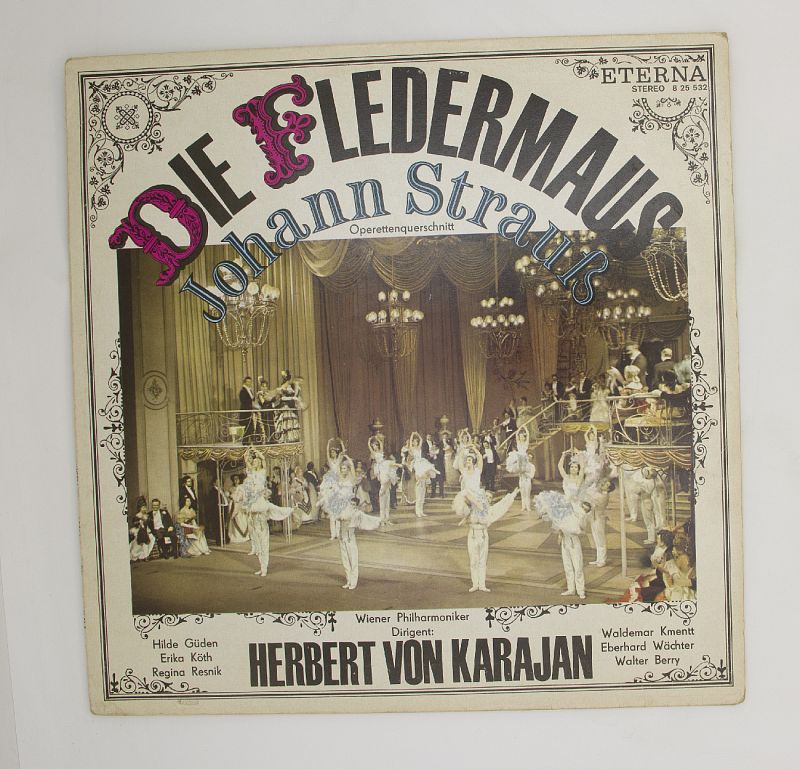 ETERNA
STEREO 8 25 532
DIE FLEDERMAUS
Johann Strauß
Operettenquerschnitt
Wiener Philharmoniker
Dirigent:
HERBERT VON KARAJAN
Hilde Güden
Erika Köth
Regina Resnik
Waldemar Kmentt
Eberhard Wächter
Walter Berry